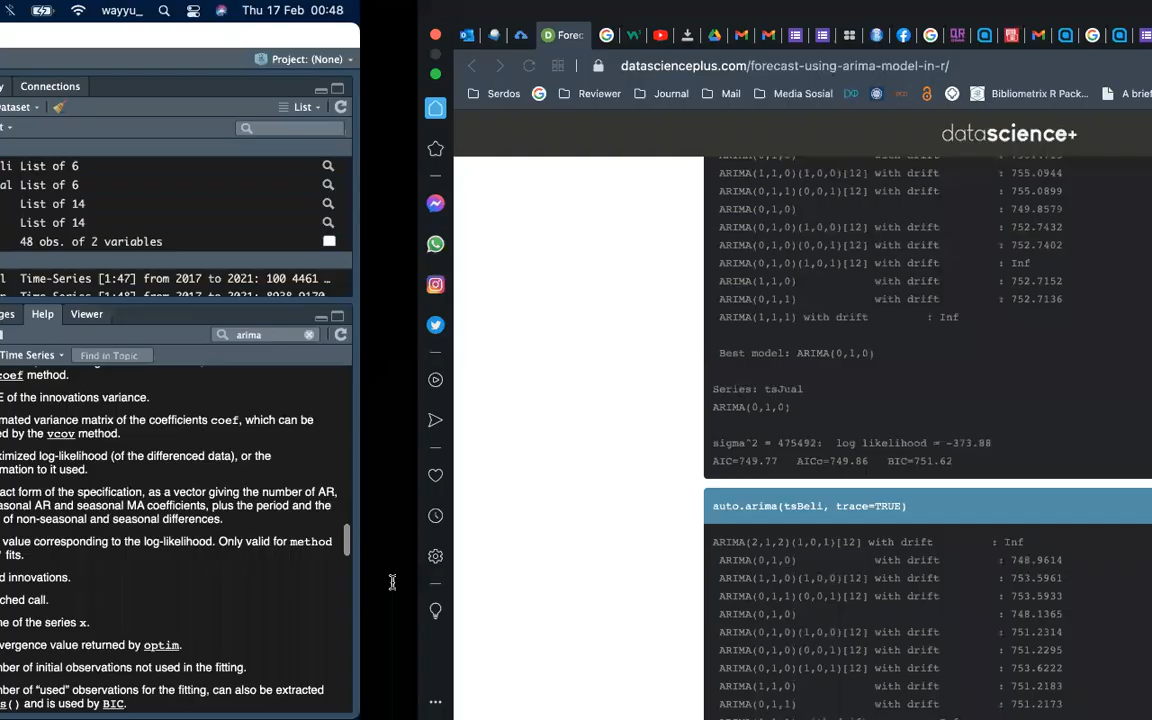 wayyu_ Thu 17 Feb 00:48
Project: (None)
Connections
List
List of 6
List of 6
List of 14
List of 14
48 obs. of 2 variables
Time-Series [1:47] from 2017 to 2021: 100 4461 …
Help Viewer
arima
Time Series Find in Topic
coef method.
E of the innovations variance.
mated variance matrix of the coefficients coef, which can be
ed by the vcov method.
ximized log-likelihood (of the differenced data), or the
mation to it used.
act form of the specification, as a vector giving the number of AR,
asonal AR and seasonal MA coefficients, plus the period and the
of non-seasonal and seasonal differences.
value corresponding to the log-likelihood. Only valid for method
fits.
d innovations.
ched call.
ne of the series x.
vergence value returned by optim.
nber of initial observations not used in the fitting.
nber of “used” observations for the fitting, can also be extracted
s() and is used by BIC.
Forec
datascienceplus.com/forecast-using-arima-model-in-r/
Serdos Reviewer Journal Mail Media Sosial Bibliometrix R Pack... A brief
datascience+
ARIMA(1,1,0)(1,0,0)[12] with drift : 755.0944
ARIMA(0,1,1)(0,0,1)[12] with drift : 755.0899
ARIMA(0,1,0) : 749.8579
ARIMA(0,1,0)(1,0,0)[12] with drift : 752.7432
ARIMA(0,1,0)(0,0,1)[12] with drift : 752.7402
ARIMA(0,1,0)(1,0,1)[12] with drift : Inf
ARIMA(1,1,0) with drift : 752.7152
ARIMA(0,1,1) with drift : 752.7136
ARIMA(1,1,1) with drift : Inf
Best model: ARIMA(0,1,0)
Series: tsJual
ARIMA(0,1,0)
sigma^2 = 475492: log likelihood = -373.88
AIC=749.77 AICc=749.86 BIC=751.62
auto.arima(tsBeli, trace=TRUE)
ARIMA(2,1,2)(1,0,1)[12] with drift : Inf
ARIMA(0,1,0) with drift : 748.9614
ARIMA(1,1,0)(1,0,0)[12] with drift : 753.5961
ARIMA(0,1,1)(0,0,1)[12] with drift : 753.5933
ARIMA(0,1,0) : 748.1365
ARIMA(0,1,0)(1,0,0)[12] with drift : 751.2314
ARIMA(0,1,0)(0,0,1)[12] with drift : 751.2295
ARIMA(0,1,0)(1,0,1)[12] with drift : 753.6222
ARIMA(1,1,0) with drift : 751.2183
ARIMA(0,1,1) with drift : 751.2173